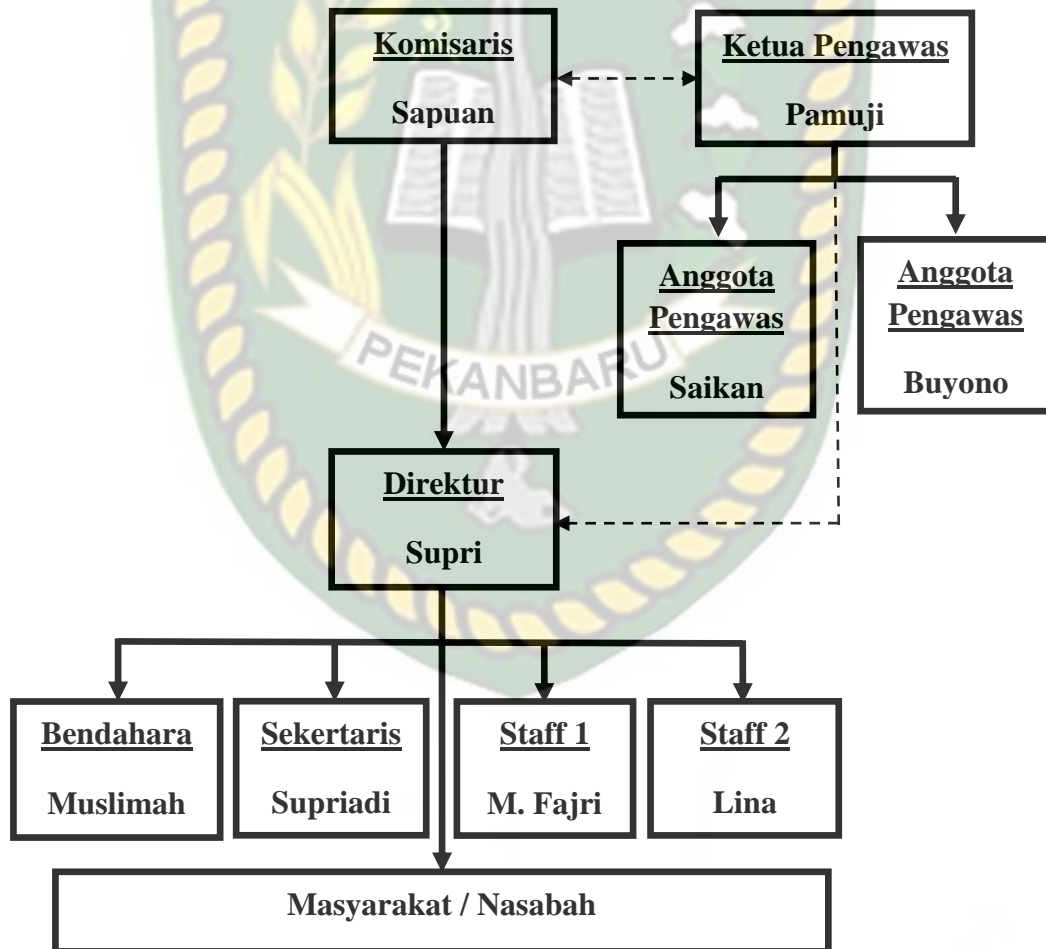 Komisaris
Sapuan
Ketua Pengawas
Pamuji
Anggota
Pengawas
Saikan
Anggota
Pengawas
Buyono
PEKANBARU
Direktur
Supri
Bendahara
Muslimah
Sekertaris
Supriadi
Staff 1
M. Fajri
Staff 2
Lina
Masyarakat / Nasabah